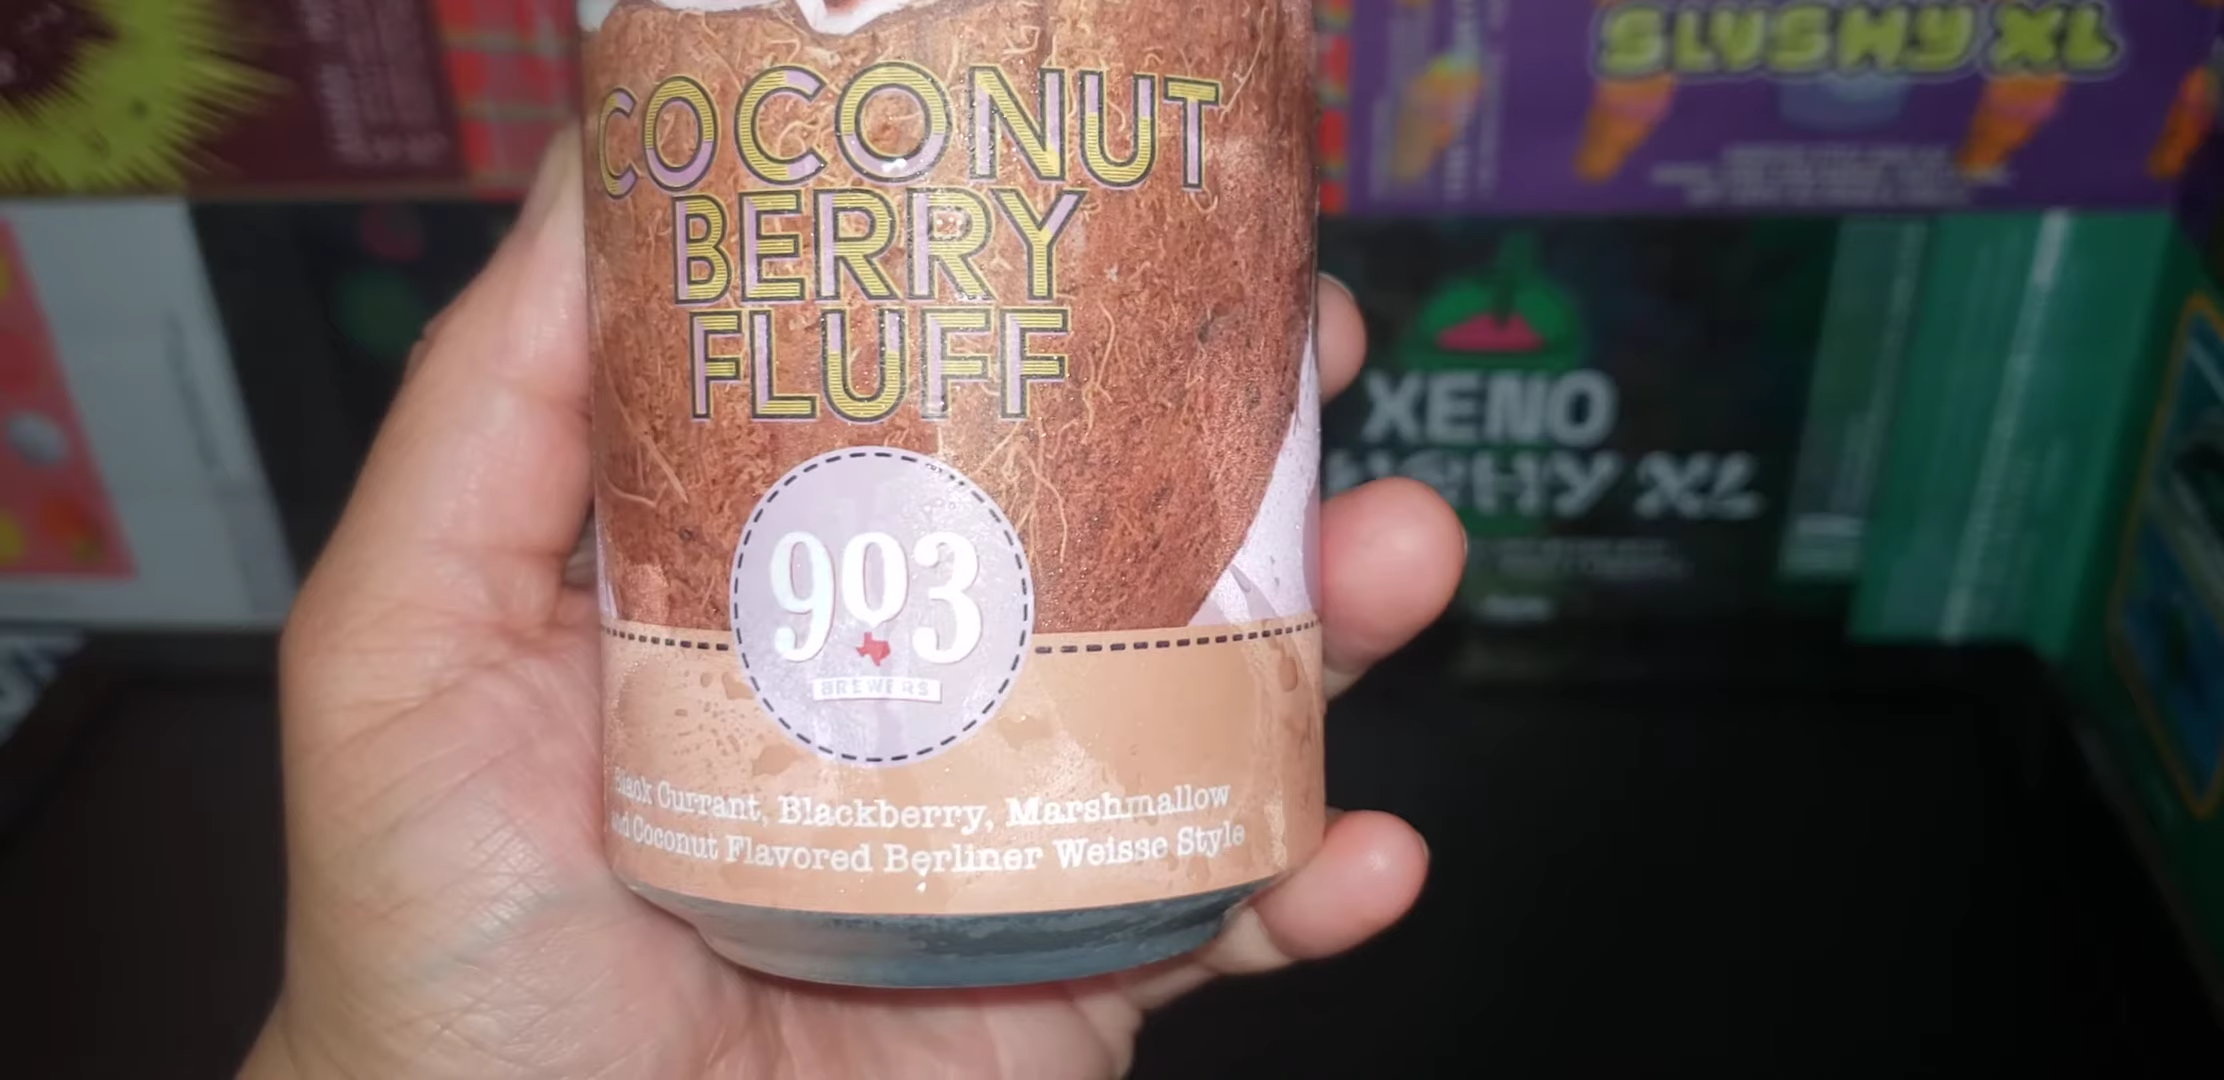 SLUSHY XL
COCONUT
BERRY
FLUFF
XENO
XL
903
BREWERS
Black Currant, Blackberry, Marshmallow
and Coconut Flavored Berliner Weisse Style